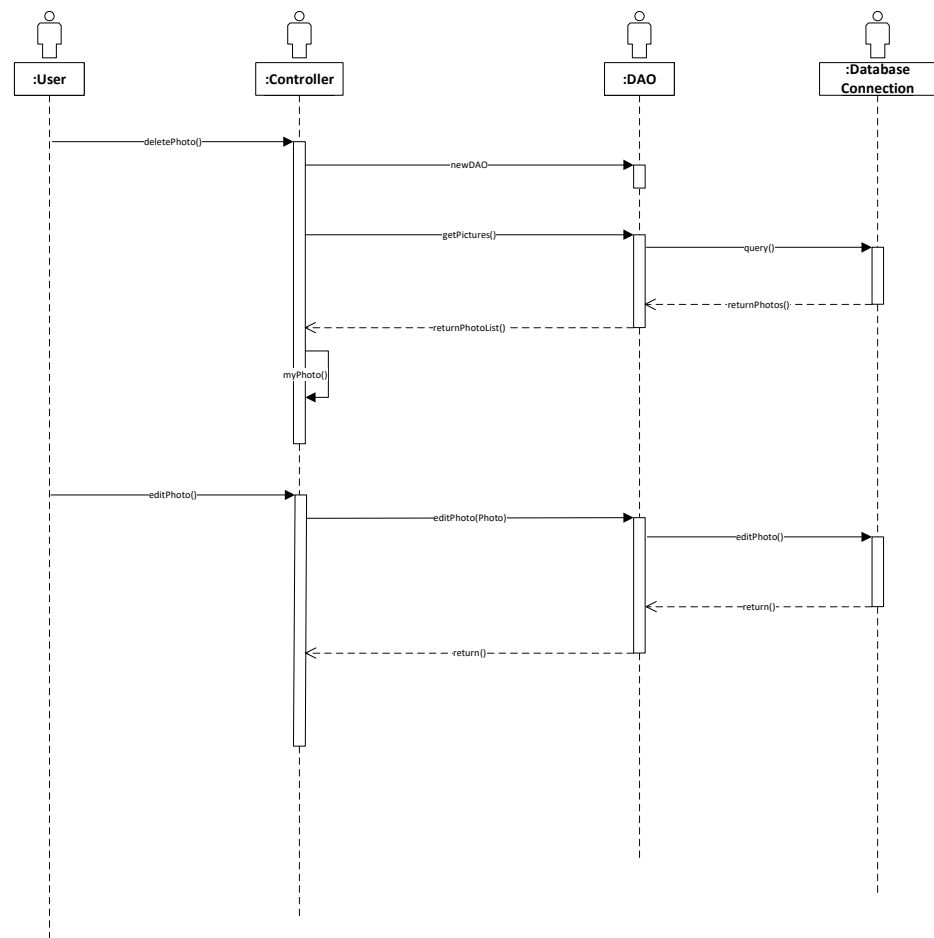 :User
:Controller
:DAO
:Database
Connection
deletePhoto()
newDAO
getPictures()
query()
returnPhotos()
returnPhotoList()
myPhoto()
editPhoto()
editPhoto(Photo)
editPhoto()
return()
return()